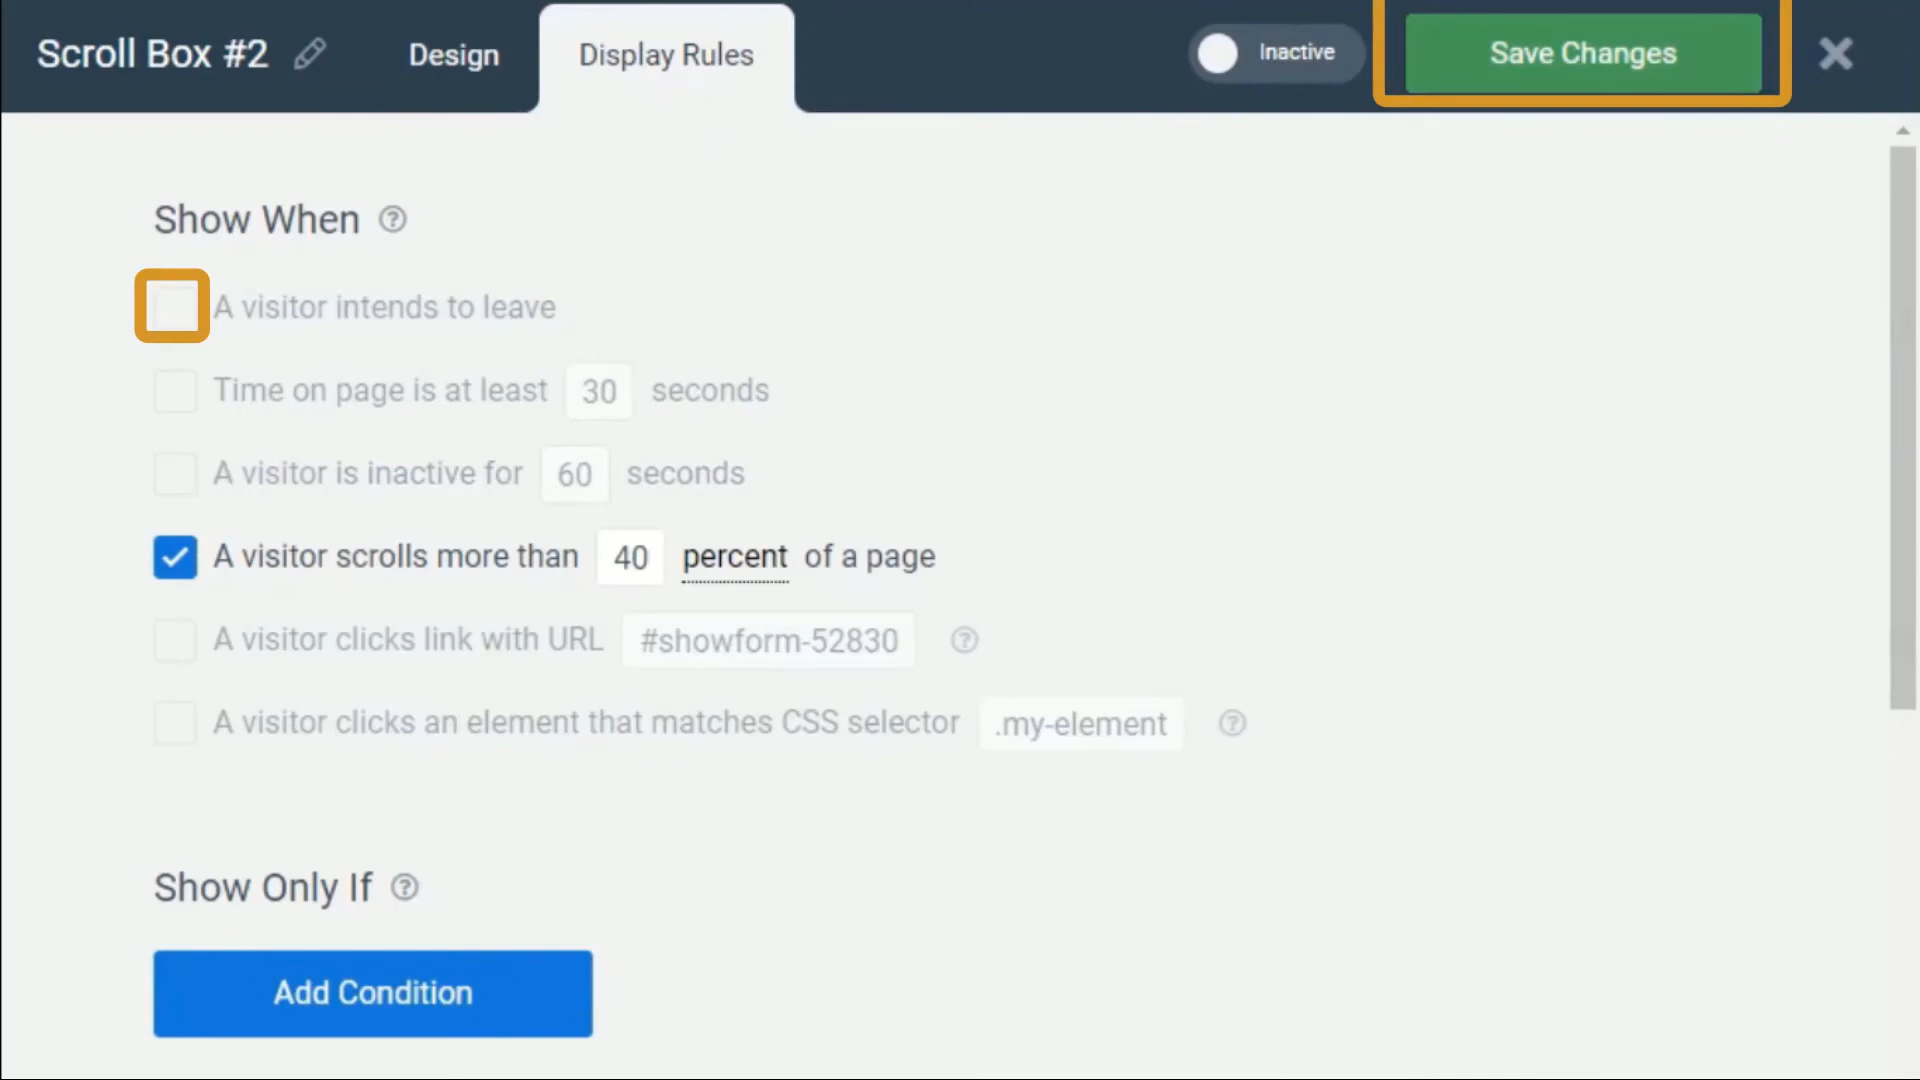 Scroll Box #2 Design Display Rules Inactive Save Changes
Show When
A visitor intends to leave
Time on page is at least 30 seconds
A visitor is inactive for 60 seconds
A visitor scrolls more than 40 percent of a page
A visitor clicks link with URL #showform-52830
A visitor clicks an element that matches CSS selector .my-element
Show Only If
Add Condition